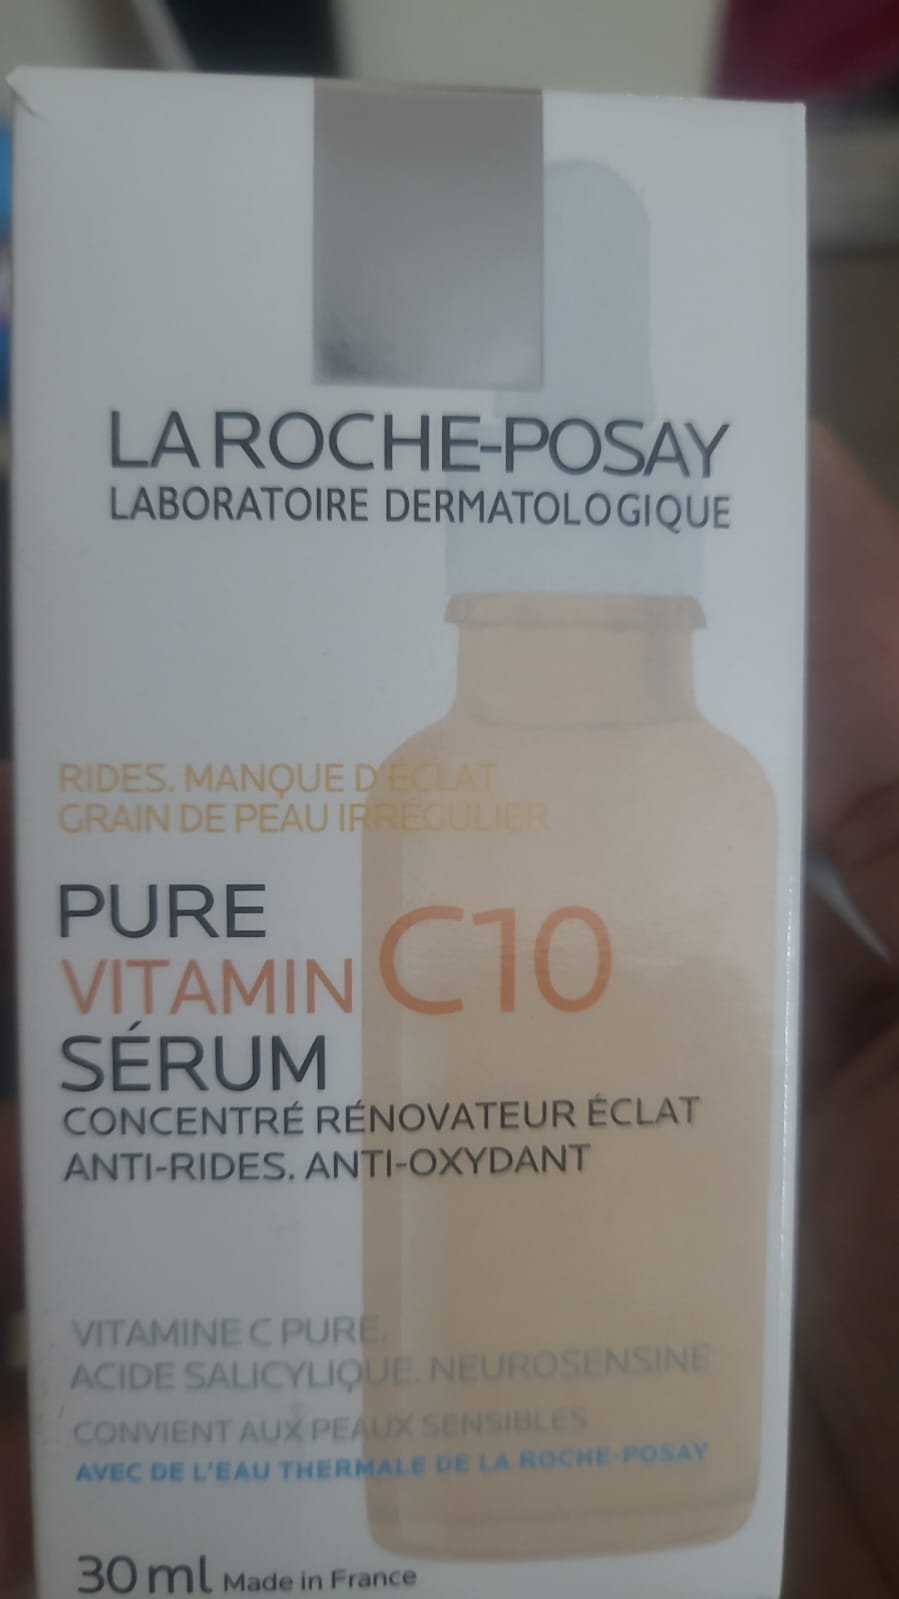 LA ROCHE-POSAY
LABORATOIRE DERMATOLOGIQUE
RIDES. MANQUE D'ÉCLAT
GRAIN DE PEAU IRRÉGULIER
PURE
VITAMIN C10
SÉRUM
CONCENTRÉ RÉNOVATEUR ÉCLAT
ANTI-RIDES. ANTI-OXYDANT
VITAMINE C PURE.
ACIDE SALICYLIQUE. NEUROSENSINE
CONVIENT AUX PEAUX SENSIBLES
AVEC DE L'EAU THERMALE DE LA ROCHE-POSAY
30 ml Made in France